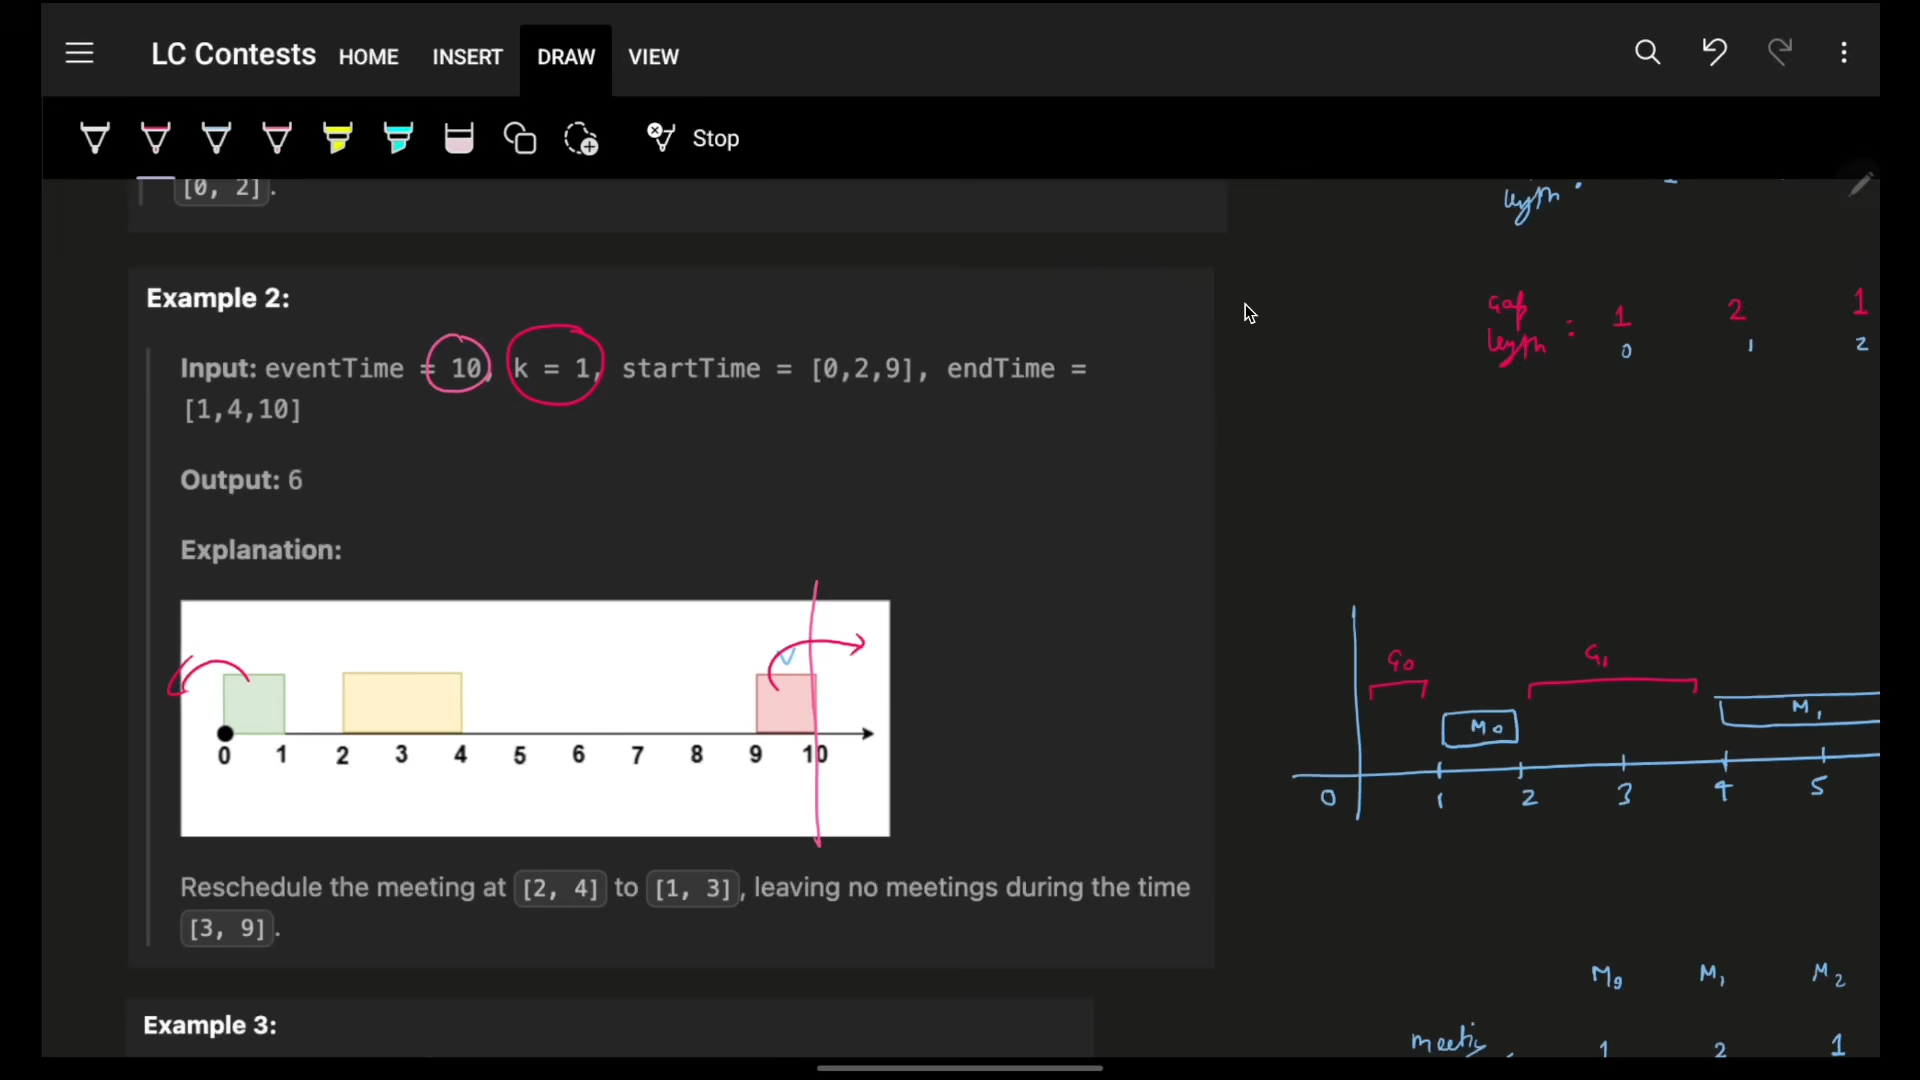 LC Contests HOME INSERT DRAW VIEW
Stop
[0, 2].
length :
Example 2:
Input: eventTime = 10, k = 1, startTime = [0,2,9], endTime =
[1,4,10]
Output: 6
Explanation:
0 1 2 3 4 5 6 7 8 9 10
Reschedule the meeting at [2, 4] to [1, 3], leaving no meetings during the time
[3, 9].
Example 3:
Gap
length : 1 2 1
0 1 2
G0 G1
M0 M1
0 1 2 3 4 5
M0 M1 M2
meeting 1 2 1